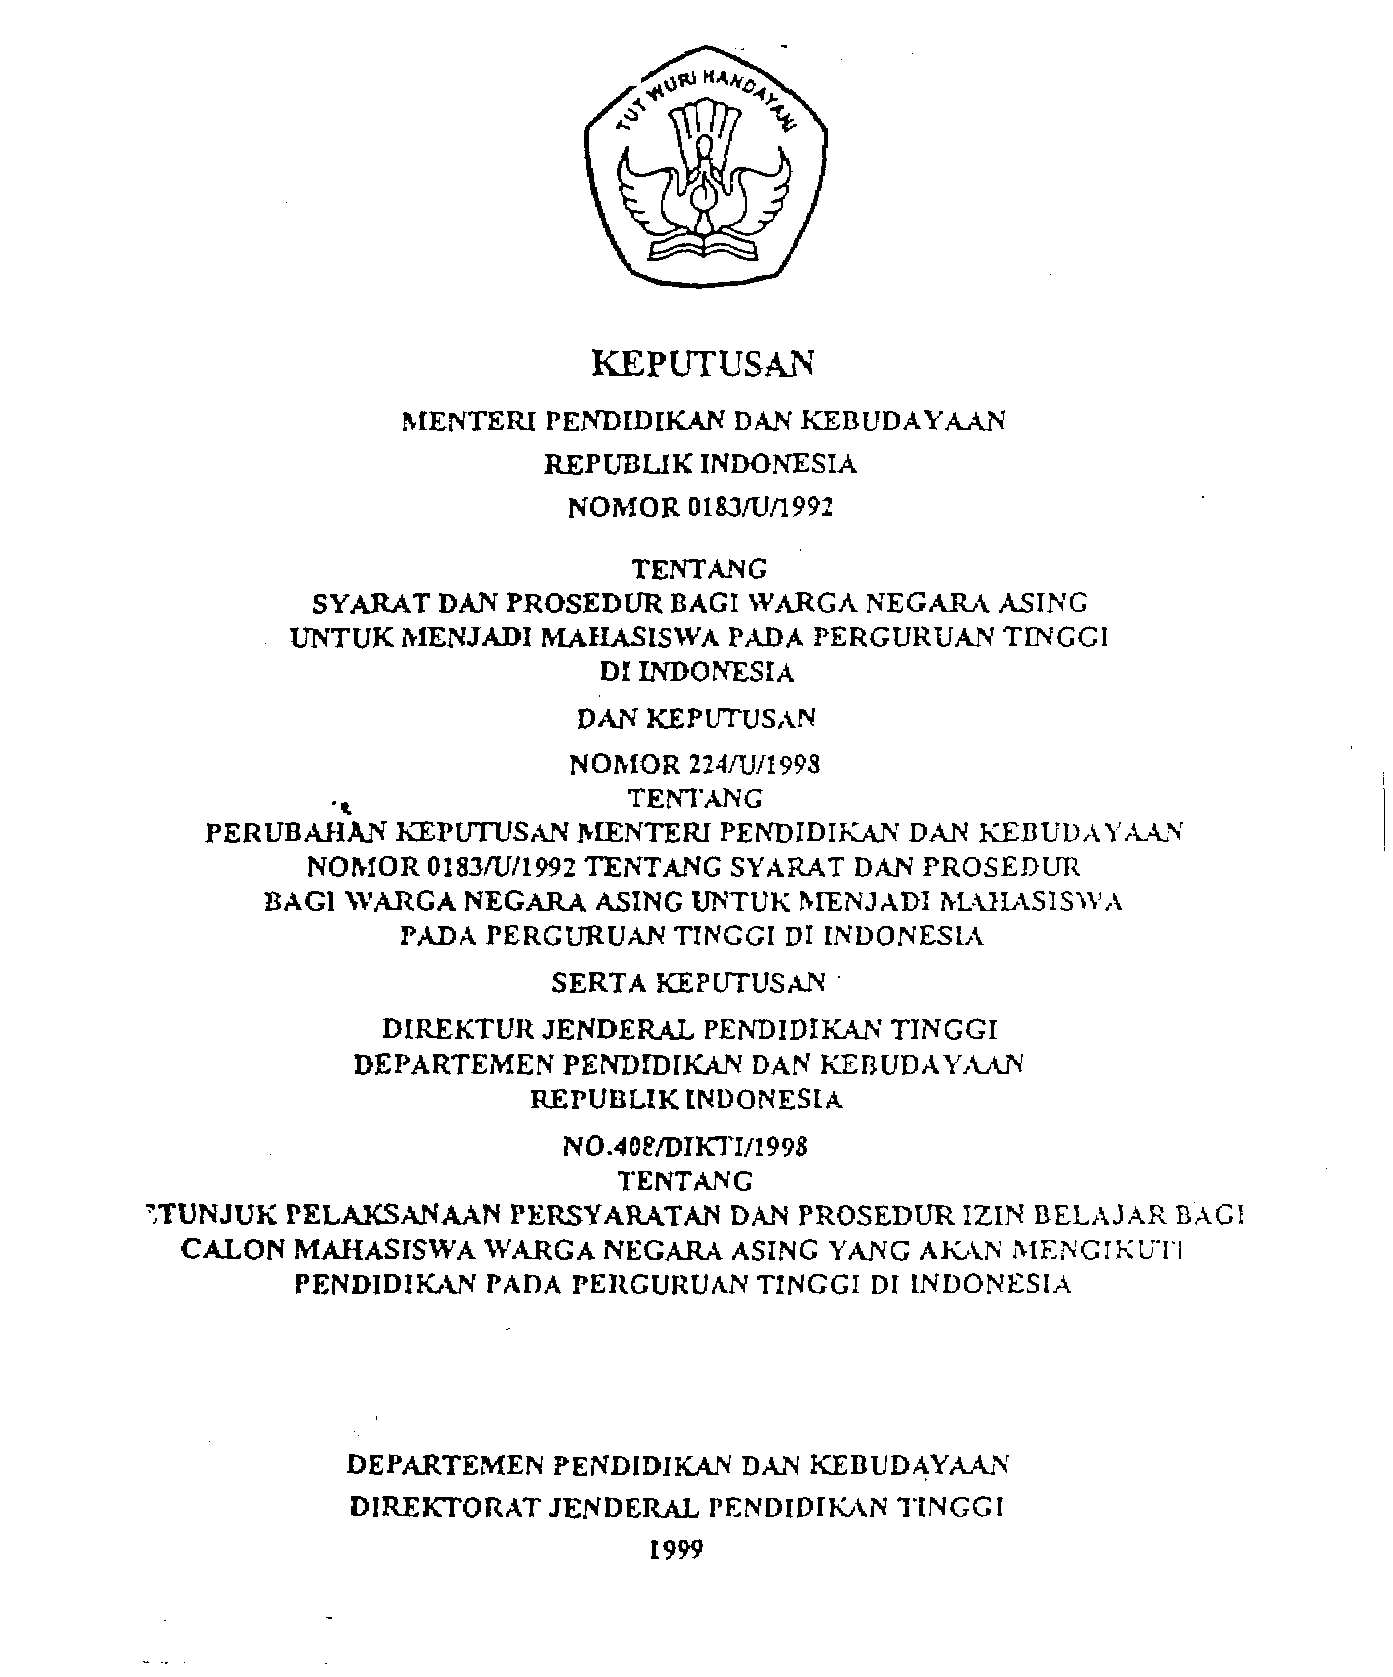 TUT WURI HANDAYANI
KEPUTUSAN
MENTERI PENDIDIKAN DAN KEBUDAYAAN
REPUBLIK INDONESIA
NOMOR 0183/U/1992
TENTANG
SYARAT DAN PROSEDUR BAGI WARGA NEGARA ASING
UNTUK MENJADI MAHASISWA PADA PERGURUAN TINGGI
DI INDONESIA
DAN KEPUTUSAN
NOMOR 224/U/1998
TENTANG
PERUBAHAN KEPUTUSAN MENTERI PENDIDIKAN DAN KEBUDAYAAN
NOMOR 0183/U/1992 TENTANG SYARAT DAN PROSEDUR
BAGI WARGA NEGARA ASING UNTUK MENJADI MAHASISWA
PADA PERGURUAN TINGGI DI INDONESIA
SERTA KEPUTUSAN
DIREKTUR JENDERAL PENDIDIKAN TINGGI
DEPARTEMEN PENDIDIKAN DAN KEBUDAYAAN
REPUBLIK INDONESIA
NO.408/DIKTI/1998
TENTANG
TUNJUK PELAKSANAAN PERSYARATAN DAN PROSEDUR IZIN BELAJAR BAGI
CALON MAHASISWA WARGA NEGARA ASING YANG AKAN MENGIKUTI
PENDIDIKAN PADA PERGURUAN TINGGI DI INDONESIA
DEPARTEMEN PENDIDIKAN DAN KEBUDAYAAN
DIREKTORAT JENDERAL PENDIDIKAN TINGGI
1999